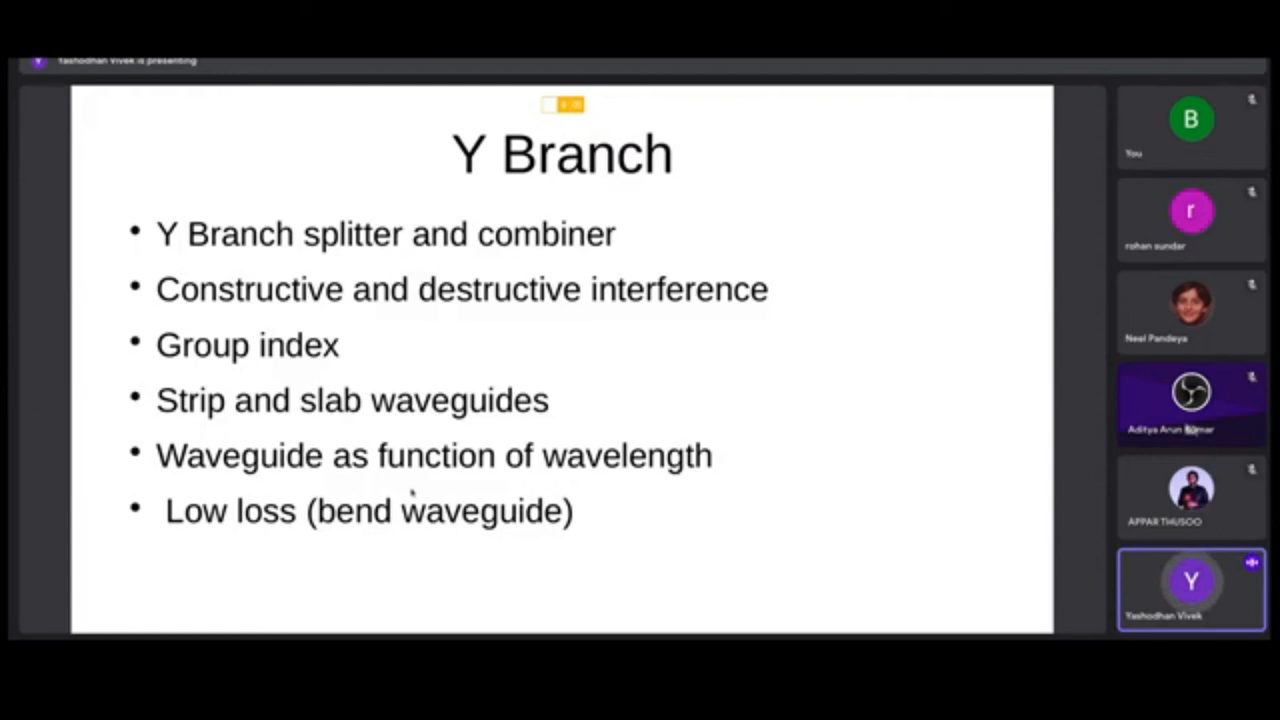 Yashodhan Vivek is presenting
Y Branch
• Y Branch splitter and combiner
• Constructive and destructive interference
• Group index
• Strip and slab waveguides
• Waveguide as function of wavelength
• Low loss (bend waveguide)
B
You
r
rohan sundar
Neel Pandeya
Aditya Arun Kumar
APPAR THUSOO
Y
Yashodhan Vivek